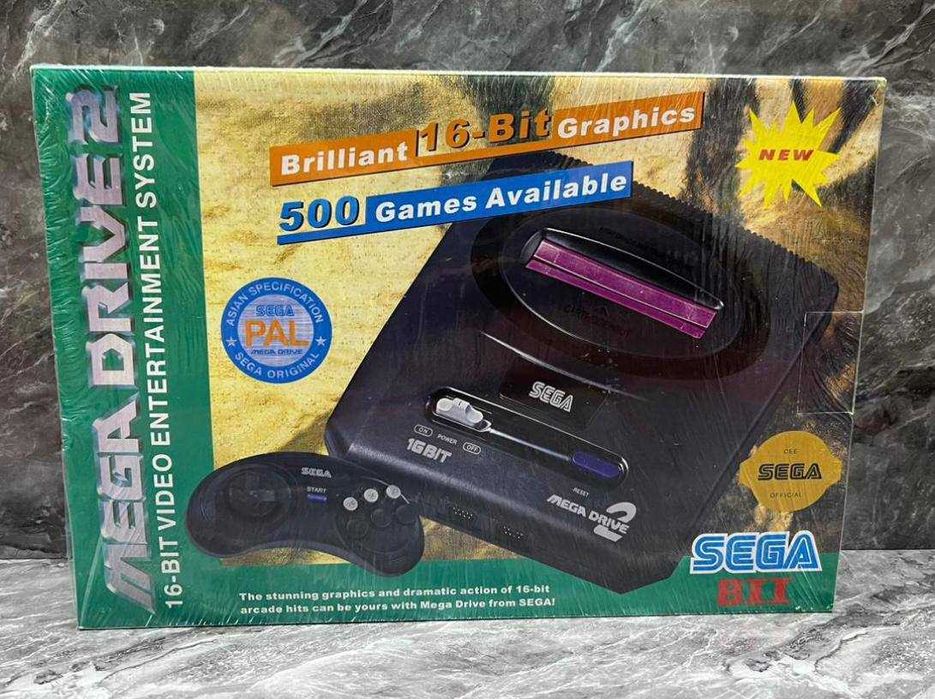 MEGA DRIVE 2
16-BIT VIDEO ENTERTAINMENT SYSTEM
Brilliant 16-Bit Graphics
500 Games Available
NEW
ASIAN SPECIFICATION
SEGA
PAL
MEGA DRIVE
SEGA ORIGINAL
SEGA
ON POWER OFF
16BIT
RESET
MEGA DRIVE 2
SEGA
START
CEE
SEGA
OFFICIAL
SEGA
BII
The stunning graphics and dramatic action of 16-bit
arcade hits can be yours with Mega Drive from SEGA!